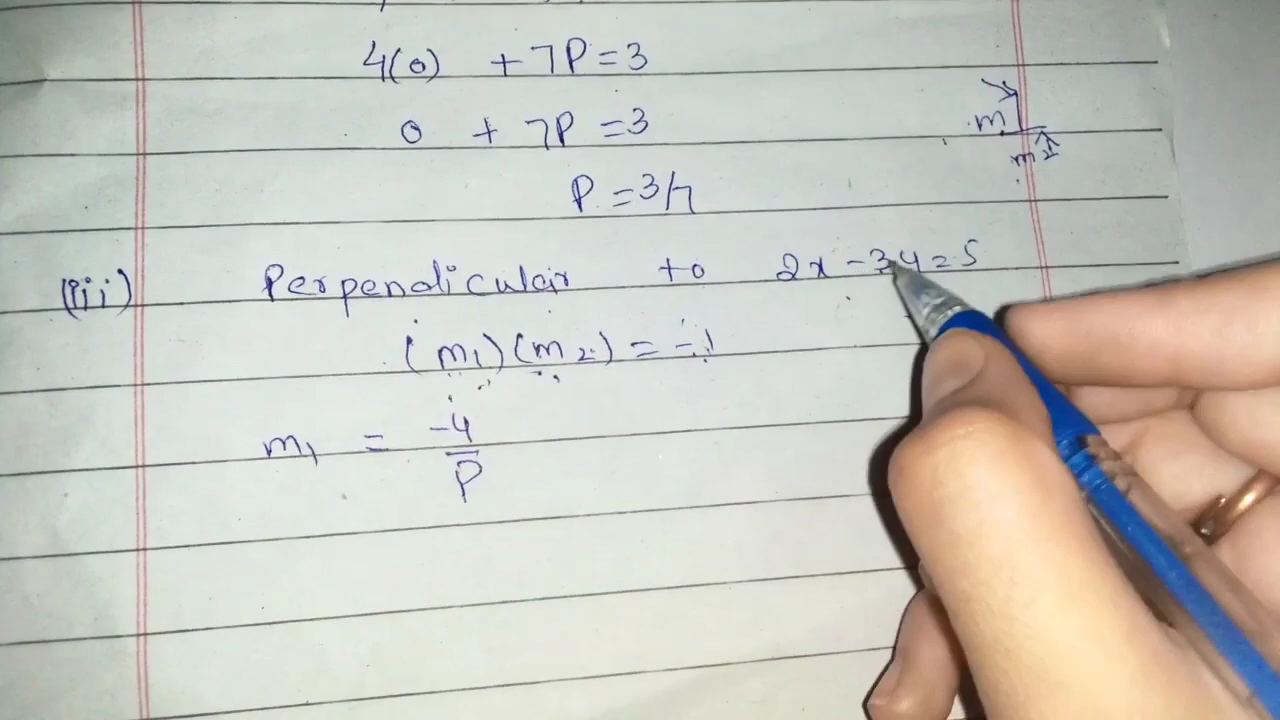 4(0) + 7P = 3
0 + 7P = 3
m
m2
P = 3/7
(iii) Perpendicular to 2x - 3y = 5
(m1)(m2) = -1
m1 = -4/P